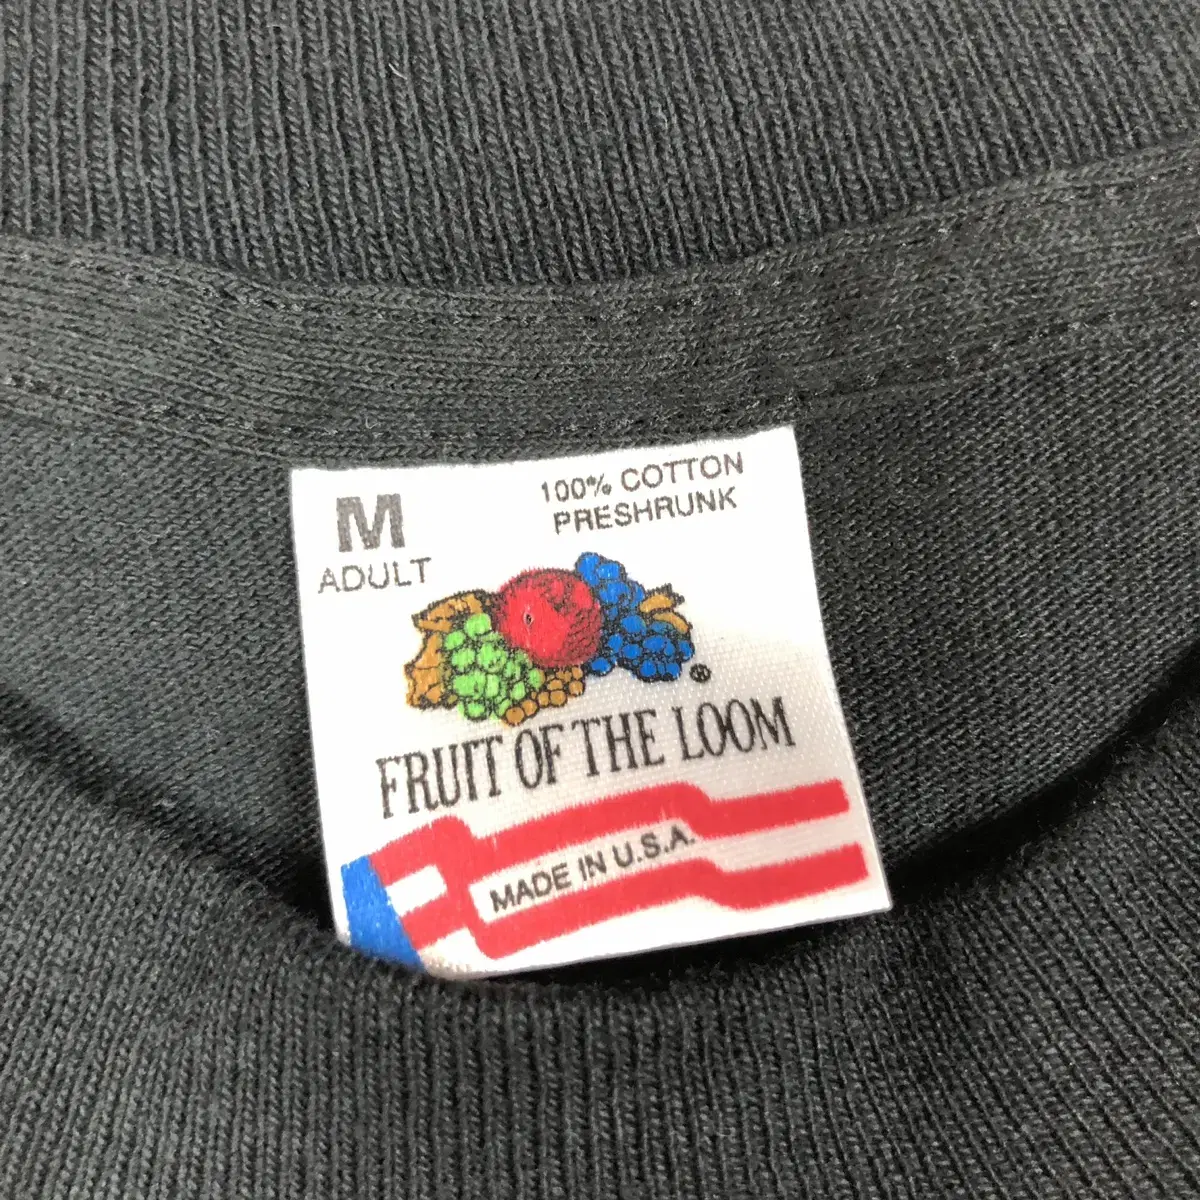 M
ADULT
100% COTTON
PRESHRUNK
®
FRUIT OF THE LOOM
MADE IN U.S.A.